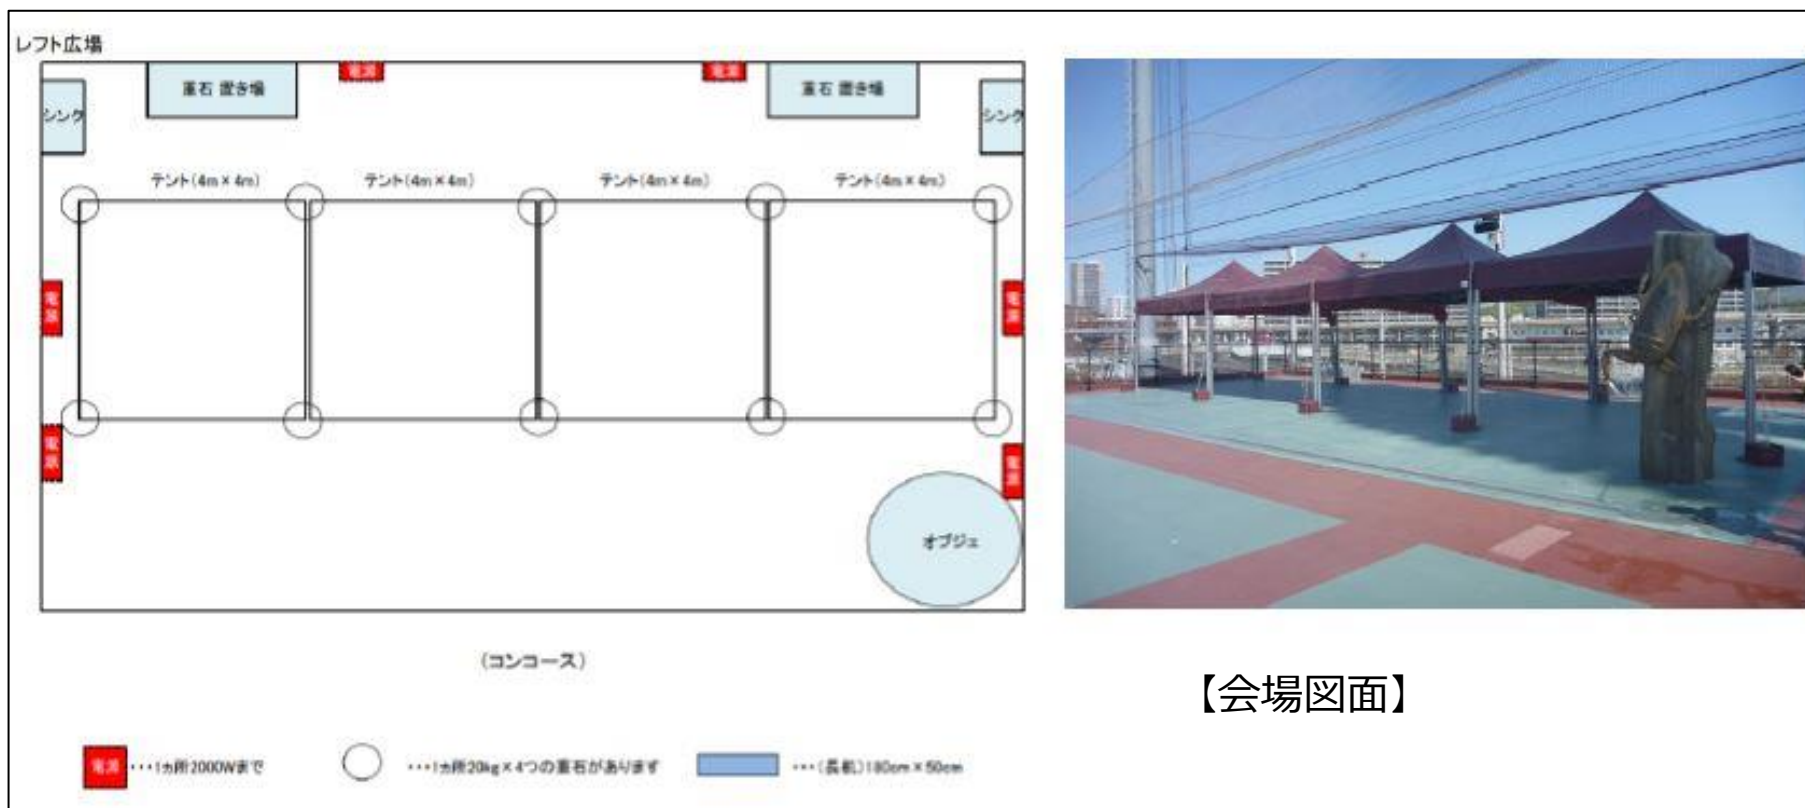 レフト広場
電源
電源
重石 置き場
重石 置き場
シンク
シンク
テント(4m×4m)
テント(4m×4m)
テント(4m×4m)
テント(4m×4m)
電源
電源
電源
電源
オブジェ
(コンコース)
【会場図面】
電源 ・・・1ヵ所2000Wまで
・・・1ヵ所20kg×4つの重石があります
・・・(長机)180cm×50cm